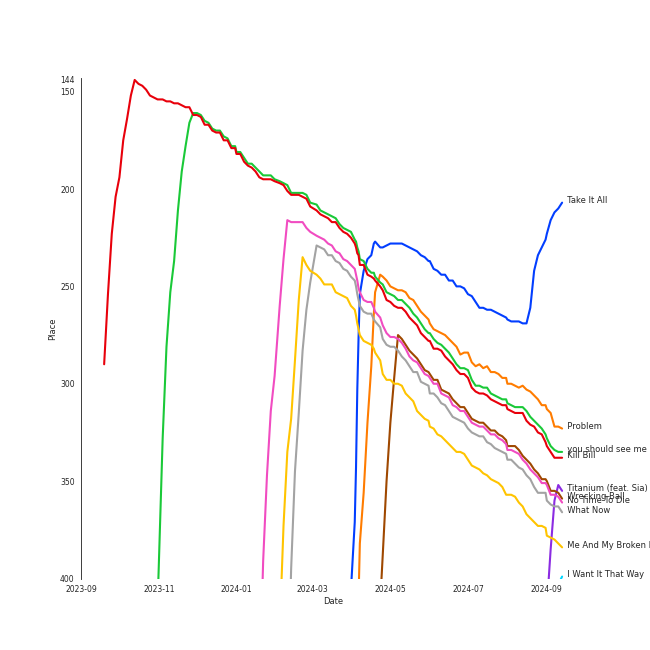 144
150
200
250
300
350
400
Place
2023-09
2023-11
2024-01
2024-03
2024-05
2024-07
2024-09
Date
Take It All
Problem
you should see me
Kill Bill
Titanium (feat. Sia)
Wrecking Ball
No Time To Die
What Now
Me And My Broken
I Want It That Way